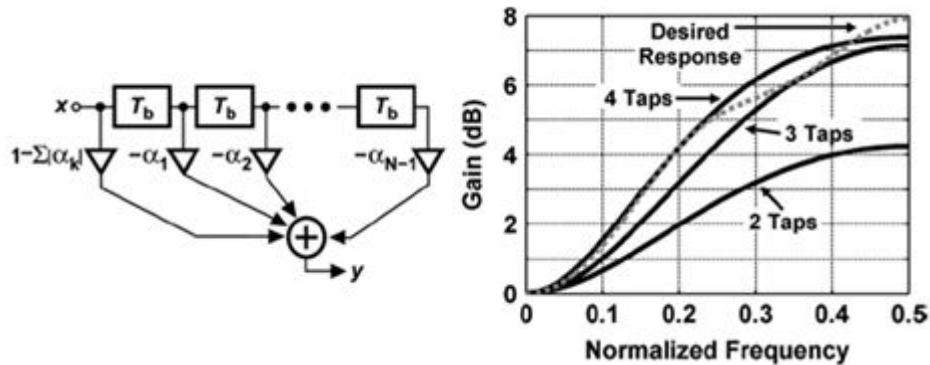 x
T_b
T_b
T_b
1−Σ|α_k|
−α_1
−α_2
−α_{N−1}
+
y
8
6
4
2
0
Gain (dB)
Desired
Response
4 Taps
3 Taps
2 Taps
0
0.1
0.2
0.3
0.4
0.5
Normalized Frequency